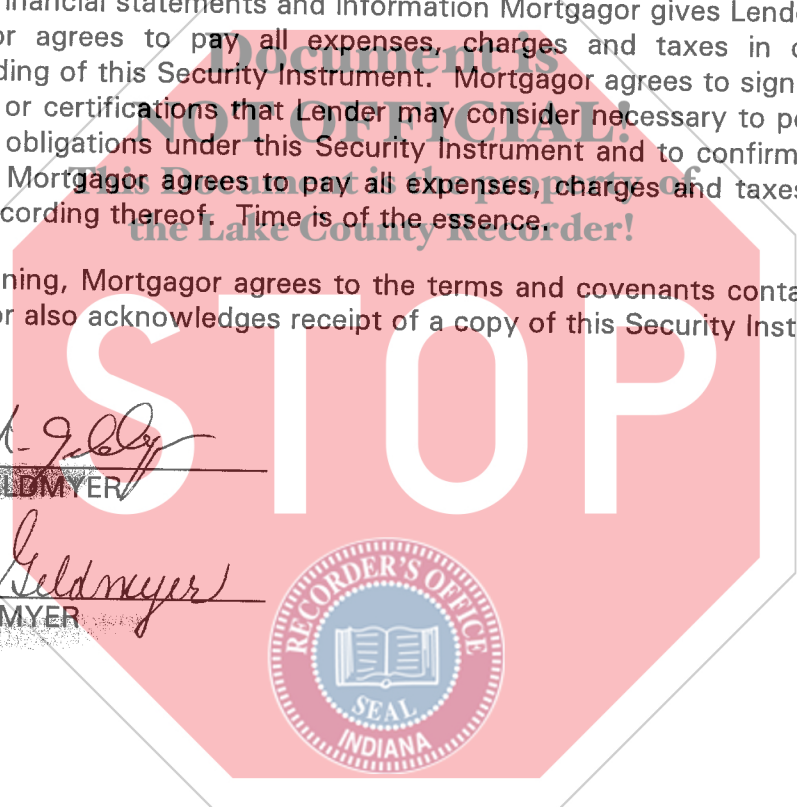 financial statements and information Mortgagor gives Lende
or agrees to pay all expenses, charges and taxes in c
Document is
ding of this Security Instrument. Mortgagor agrees to sign
or certifications that Lender may consider necessary to pe
NOT OFFICIAL!
obligations under this Security Instrument and to confirm
This Document is the property of
Mortgagor agrees to pay all expenses, charges and taxes
cording thereof. Time is of the essence.
the Lake County Recorder!
ning, Mortgagor agrees to the terms and covenants conta
or also acknowledges receipt of a copy of this Security Inst
STOP
LDMYER
Geldmyer
MYER
RECORDER'S OFFICE
SEAL
INDIANA